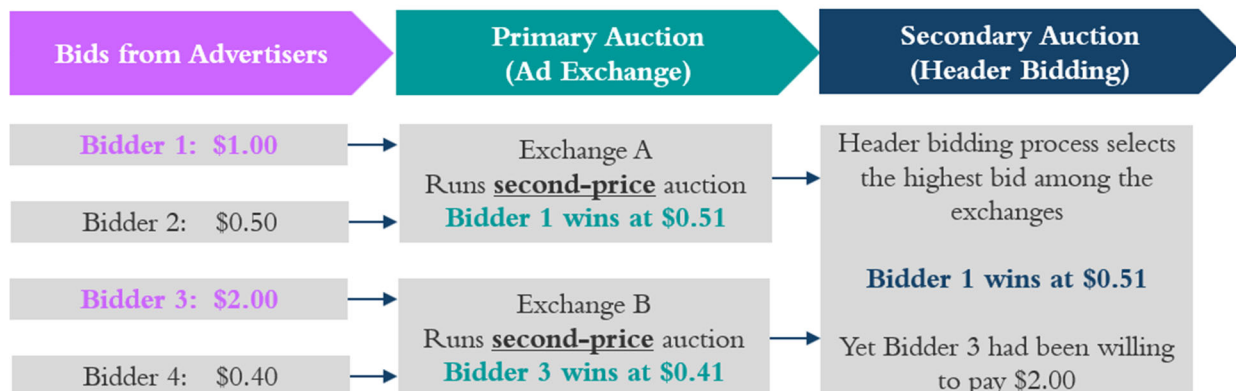 Bids from Advertisers
Primary Auction
(Ad Exchange)
Secondary Auction
(Header Bidding)
Bidder 1: $1.00
Bidder 2: $0.50
Bidder 3: $2.00
Bidder 4: $0.40
Exchange A
Runs second-price auction
Bidder 1 wins at $0.51
Exchange B
Runs second-price auction
Bidder 3 wins at $0.41
Header bidding process selects
the highest bid among the
exchanges
Bidder 1 wins at $0.51
Yet Bidder 3 had been willing
to pay $2.00